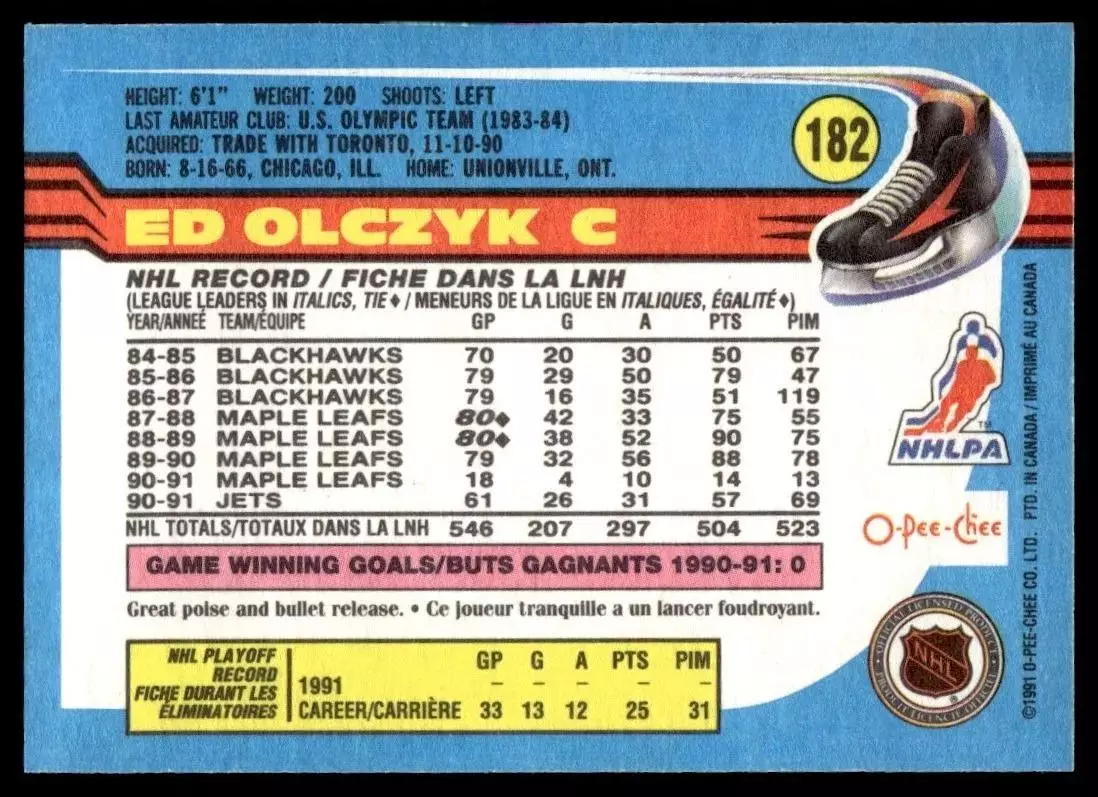 HEIGHT: 6'1" WEIGHT: 200 SHOOTS: LEFT
LAST AMATEUR CLUB: U.S. OLYMPIC TEAM (1983-84)
ACQUIRED: TRADE WITH TORONTO, 11-10-90
BORN: 8-16-66, CHICAGO, ILL. HOME: UNIONVILLE, ONT.
182
ED OLCZYK C
NHL RECORD / FICHE DANS LA LNH
(LEAGUE LEADERS IN ITALICS, TIE♦ / MENEURS DE LA LIGUE EN ITALIQUES, ÉGALITÉ♦)
YEAR/ANNEÉ TEAM/ÉQUIPE GP G A PTS PIM
84-85 BLACKHAWKS 70 20 30 50 67
85-86 BLACKHAWKS 79 29 50 79 47
86-87 BLACKHAWKS 79 16 35 51 119
87-88 MAPLE LEAFS 80♦ 42 33 75 55
88-89 MAPLE LEAFS 80♦ 38 52 90 75
89-90 MAPLE LEAFS 79 32 56 88 78
90-91 MAPLE LEAFS 18 4 10 14 13
90-91 JETS 61 26 31 57 69
NHL TOTALS/TOTAUX DANS LA LNH 546 207 297 504 523
GAME WINNING GOALS/BUTS GAGNANTS 1990-91: 0
Great poise and bullet release. • Ce joueur tranquille a un lancer foudroyant.
NHL PLAYOFF
RECORD
FICHE DURANT LES
ÉLIMINATOIRES
GP G A PTS PIM
1991 – – – – –
CAREER/CARRIÈRE 33 13 12 25 31
NHLPA
TM
O-Pee-Chee
OFFICIAL LICENSED PRODUCT
NHL
®
PRODUIT LICENCIÉ OFFICIEL
©1991 O-PEE-CHEE CO. LTD. PTD. IN CANADA / IMPRIMÉ AU CANADA